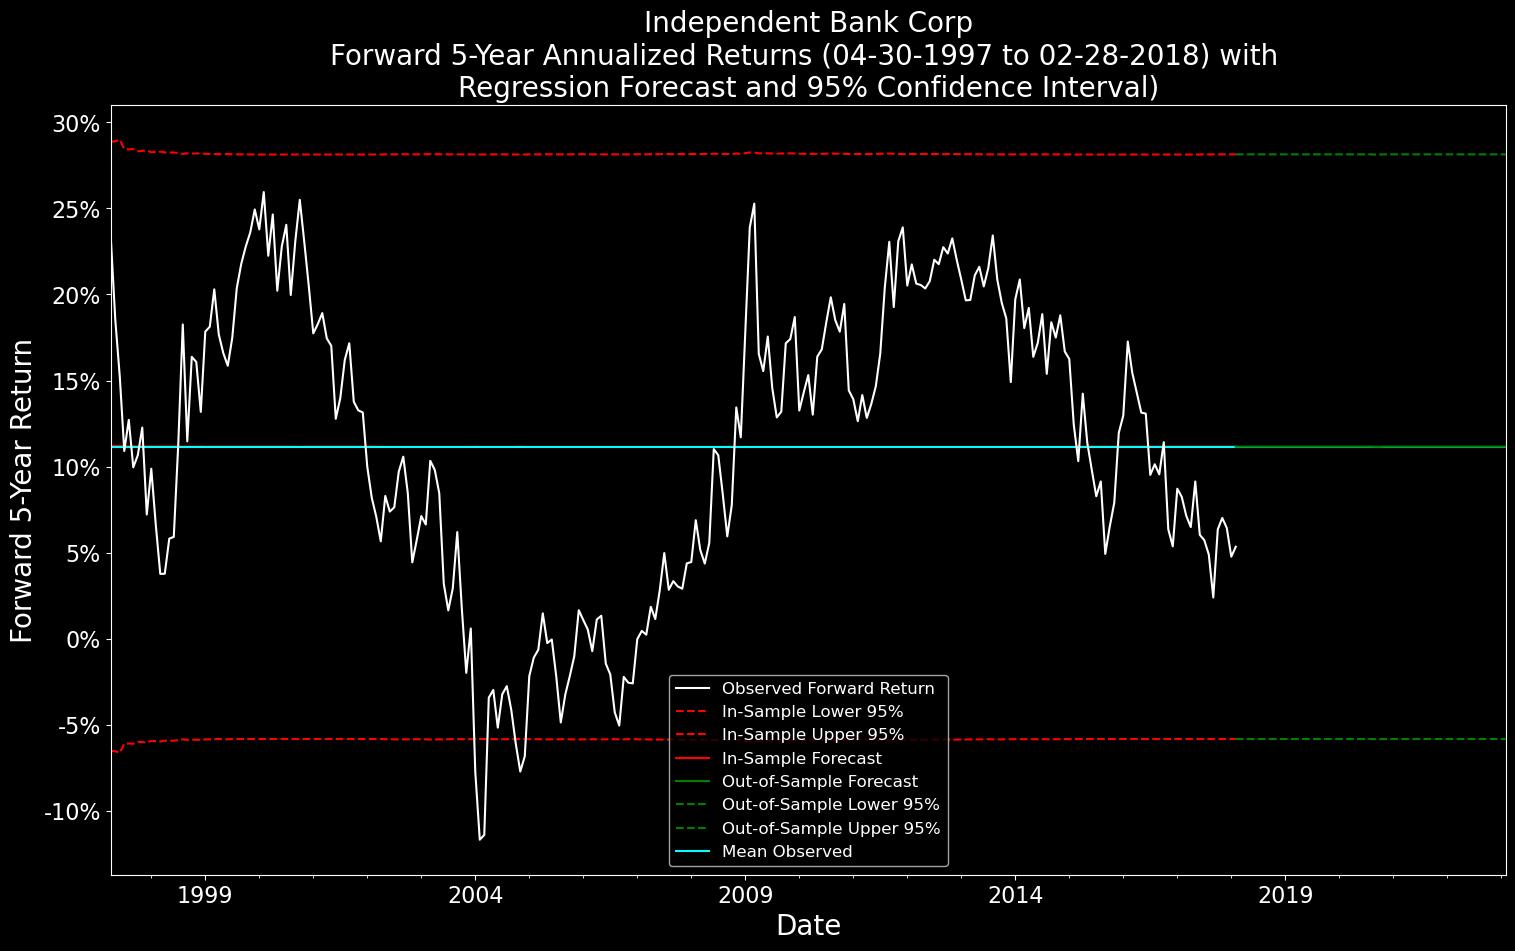 Independent Bank Corp
Forward 5-Year Annualized Returns (04-30-1997 to 02-28-2018) with
Regression Forecast and 95% Confidence Interval)
30%
25%
20%
15%
10%
5%
0%
-5%
-10%
Forward 5-Year Return
Observed Forward Return
In-Sample Lower 95%
In-Sample Upper 95%
In-Sample Forecast
Out-of-Sample Forecast
Out-of-Sample Lower 95%
Out-of-Sample Upper 95%
Mean Observed
1999 2004 2009 2014 2019
Date